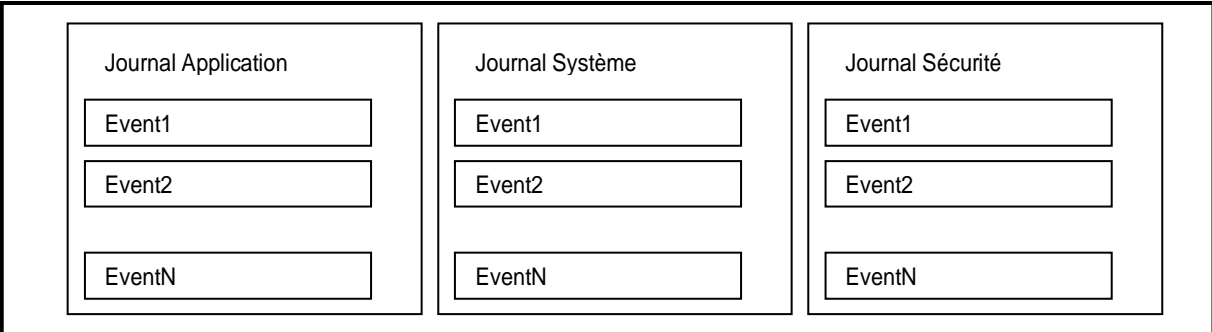 Journal Application
Event1
Event2
EventN
Journal Système
Event1
Event2
EventN
Journal Sécurité
Event1
Event2
EventN